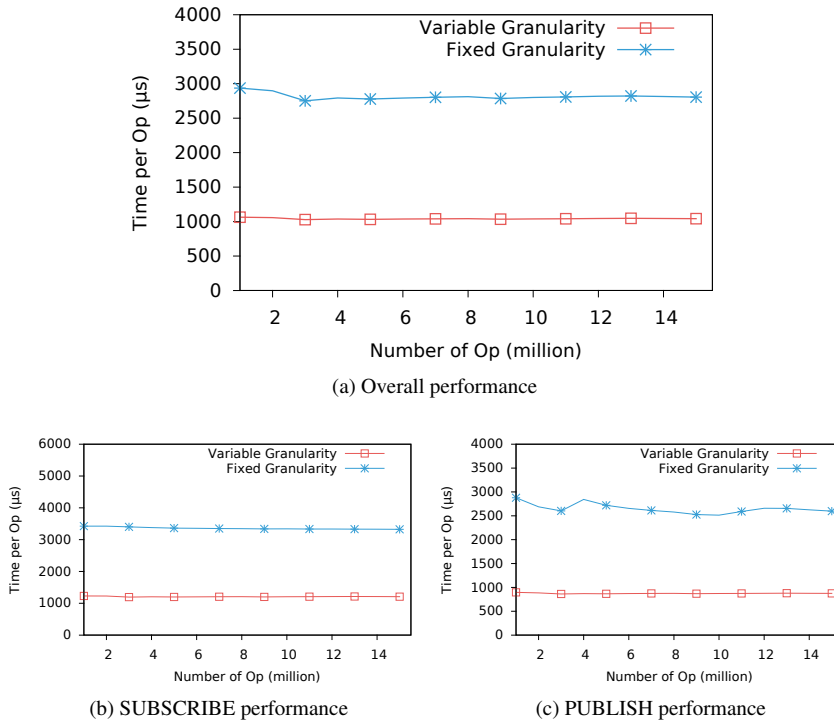 4000
3500
3000
2500
2000
1500
1000
500
0
Time per Op (µs)
Variable Granularity
Fixed Granularity
2 4 6 8 10 12 14
Number of Op (million)
(a) Overall performance
6000
5000
4000
3000
2000
1000
0
Time per Op (µs)
Variable Granularity
Fixed Granularity
2 4 6 8 10 12 14
Number of Op (million)
(b) SUBSCRIBE performance
4000
3500
3000
2500
2000
1500
1000
500
0
Time per Op (µs)
Variable Granularity
Fixed Granularity
2 4 6 8 10 12 14
Number of Op (million)
(c) PUBLISH performance